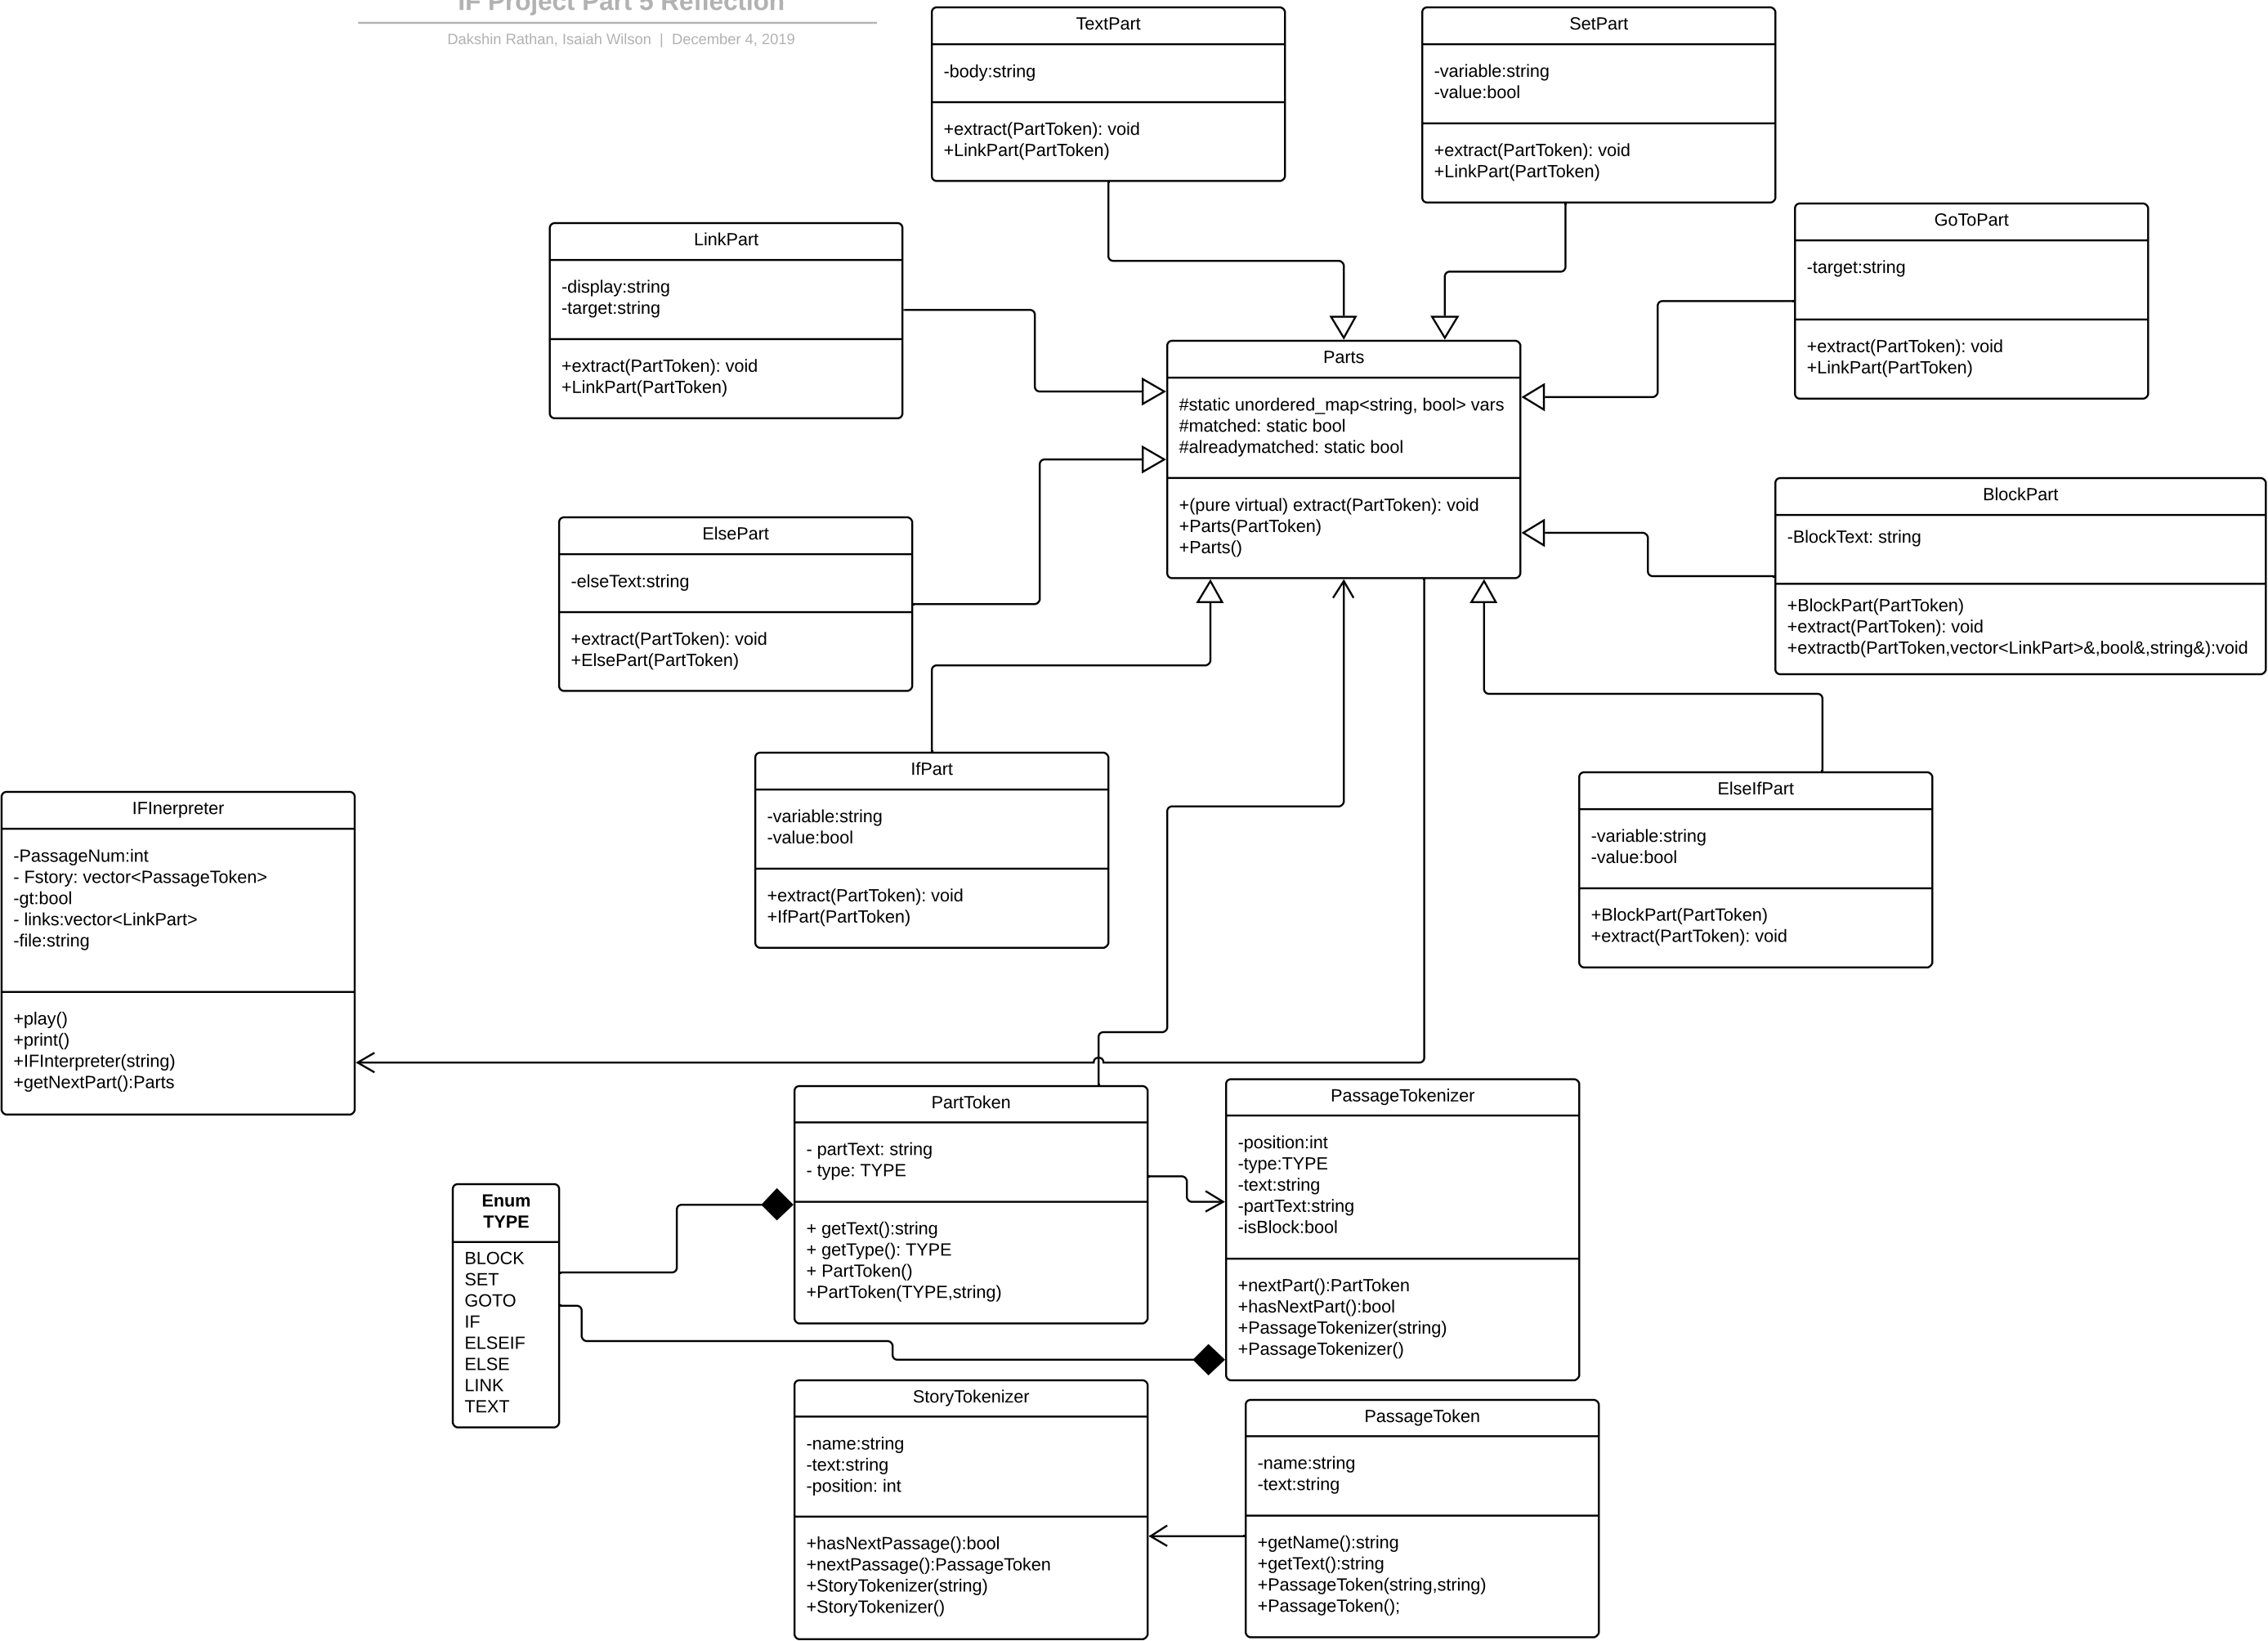 IF Project Part 5 Reflection
Dakshin Rathan, Isaiah Wilson | December 4, 2019
TextPart
-body:string
+extract(PartToken): void
+LinkPart(PartToken)
SetPart
-variable:string
-value:bool
+extract(PartToken): void
+LinkPart(PartToken)
GoToPart
-target:string
+extract(PartToken): void
+LinkPart(PartToken)
LinkPart
-display:string
-target:string
+extract(PartToken): void
+LinkPart(PartToken)
Parts
#static unordered_map<string, bool> vars
#matched: static bool
#alreadymatched: static bool
+(pure virtual) extract(PartToken): void
+Parts(PartToken)
+Parts()
BlockPart
-BlockText: string
+BlockPart(PartToken)
+extract(PartToken): void
+extractb(PartToken,vector<LinkPart>&,bool&,string&):void
ElsePart
-elseText:string
+extract(PartToken): void
+ElsePart(PartToken)
IfPart
-variable:string
-value:bool
+extract(PartToken): void
+IfPart(PartToken)
ElseIfPart
-variable:string
-value:bool
+BlockPart(PartToken)
+extract(PartToken): void
IFInerpreter
-PassageNum:int
- Fstory: vector<PassageToken>
-gt:bool
- links:vector<LinkPart>
-file:string
+play()
+print()
+IFInterpreter(string)
+getNextPart():Parts
PartToken
- partText: string
- type: TYPE
+ getText():string
+ getType(): TYPE
+ PartToken()
+PartToken(TYPE,string)
PassageTokenizer
-position:int
-type:TYPE
-text:string
-partText:string
-isBlock:bool
+nextPart():PartToken
+hasNextPart():bool
+PassageTokenizer(string)
+PassageTokenizer()
Enum
TYPE
BLOCK
SET
GOTO
IF
ELSEIF
ELSE
LINK
TEXT
StoryTokenizer
-name:string
-text:string
-position: int
+hasNextPassage():bool
+nextPassage():PassageToken
+StoryTokenizer(string)
+StoryTokenizer()
PassageToken
-name:string
-text:string
+getName():string
+getText():string
+PassageToken(string,string)
+PassageToken();